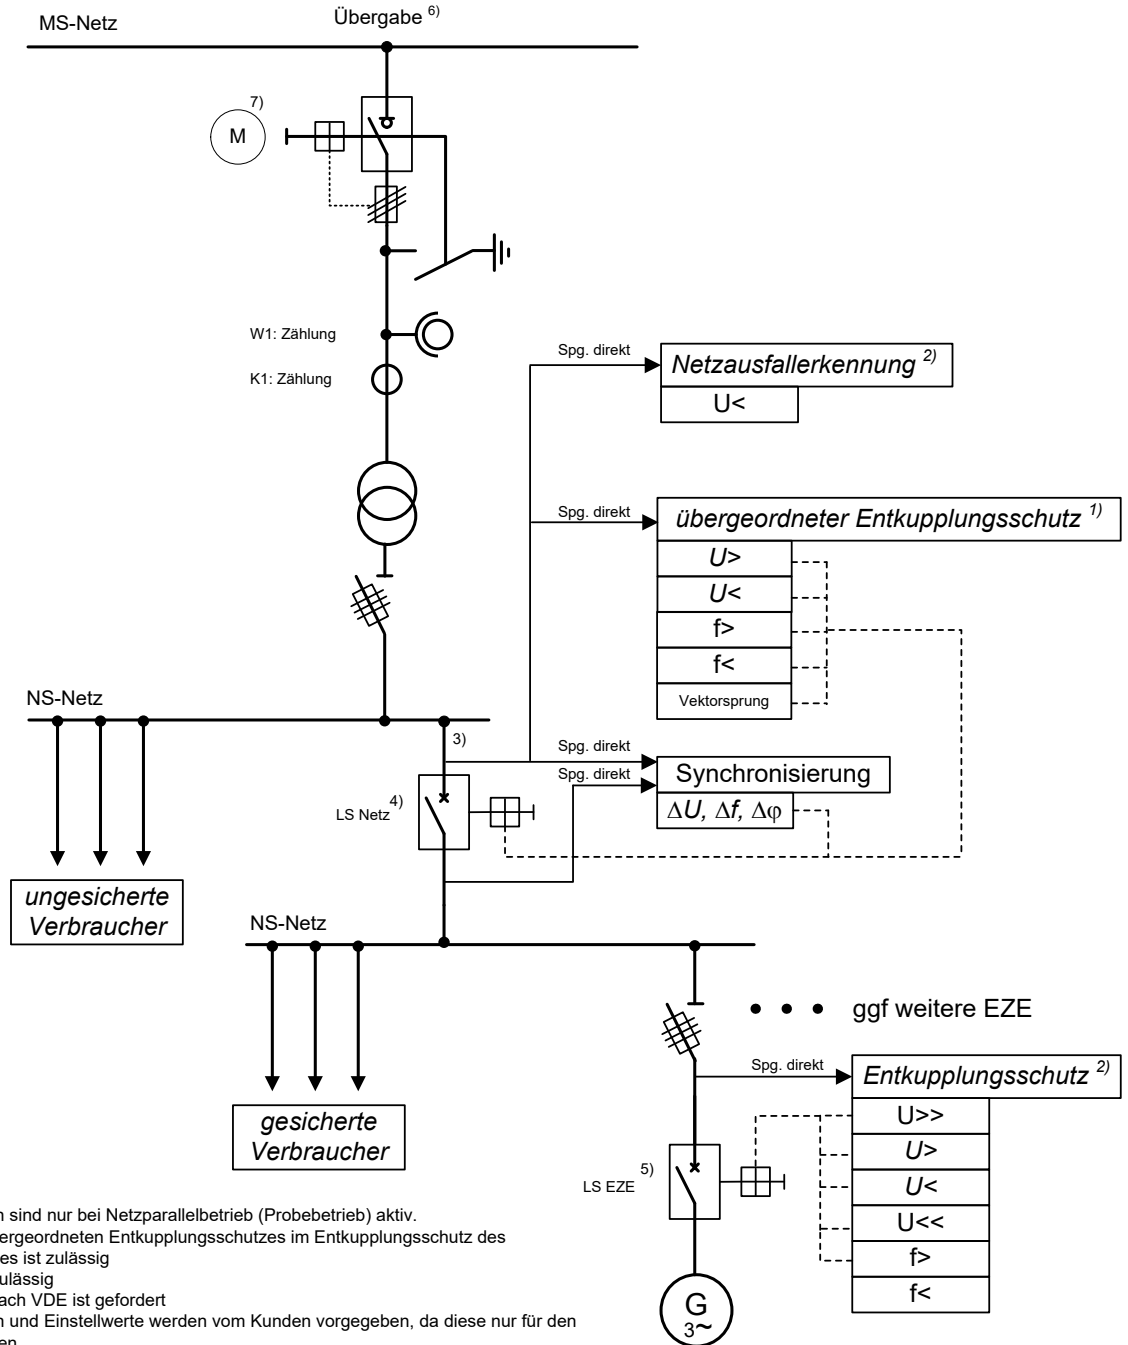 MS-Netz
Übergabe 6)
7)
M
W1: Zählung
K1: Zählung
Spg. direkt
Netzausfallerkennung 2)
U<
Spg. direkt
übergeordneter Entkupplungsschutz 1)
U>
U<
f>
f<
Vektorsprung
NS-Netz
3)
Spg. direkt
Spg. direkt
Synchronisierung
ΔU, Δf, Δφ
LS Netz 4)
ungesicherte
Verbraucher
NS-Netz
ggf weitere EZE
Spg. direkt
Entkupplungsschutz 2)
U>>
U>
U<
U<<
f>
f<
gesicherte
Verbraucher
LS EZE 5)
G
3~
sind nur bei Netzparallelbetrieb (Probebetrieb) aktiv.
ergeordneten Entkupplungsschutzes im Entkupplungsschutz des
es ist zulässig
ulässig
ach VDE ist gefordert
n und Einstellwerte werden vom Kunden vorgegeben, da diese nur für den